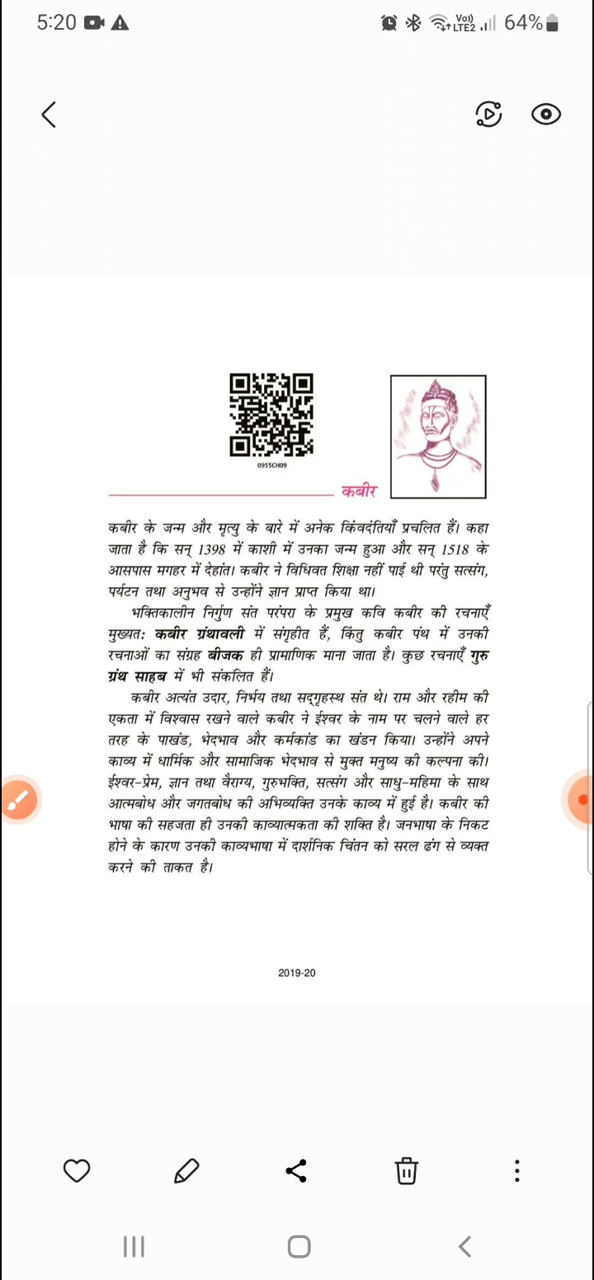 5:20
Vo))
LTE2
64%
0955CH09
कबीर
कबीर के जन्म और मृत्यु के बारे में अनेक किंवदंतियाँ प्रचलित हैं। कहा
जाता है कि सन् 1398 में काशी में उनका जन्म हुआ और सन् 1518 के
आसपास मगहर में देहांत। कबीर ने विधिवत शिक्षा नहीं पाई थी परंतु सत्संग,
पर्यटन तथा अनुभव से उन्होंने ज्ञान प्राप्त किया था।
भक्तिकालीन निर्गुण संत परंपरा के प्रमुख कवि कबीर की रचनाएँ
मुख्यत: कबीर ग्रंथावली में संगृहीत हैं, किंतु कबीर पंथ में उनकी
रचनाओं का संग्रह बीजक ही प्रामाणिक माना जाता है। कुछ रचनाएँ गुरु
ग्रंथ साहब में भी संकलित हैं।
कबीर अत्यंत उदार, निर्भय तथा सद्गृहस्थ संत थे। राम और रहीम की
एकता में विश्वास रखने वाले कबीर ने ईश्वर के नाम पर चलने वाले हर
तरह के पाखंड, भेदभाव और कर्मकांड का खंडन किया। उन्होंने अपने
काव्य में धार्मिक और सामाजिक भेदभाव से मुक्त मनुष्य की कल्पना की।
ईश्वर-प्रेम, ज्ञान तथा वैराग्य, गुरुभक्ति, सत्संग और साधु-महिमा के साथ
आत्मबोध और जगतबोध की अभिव्यक्ति उनके काव्य में हुई है। कबीर की
भाषा की सहजता ही उनकी काव्यात्मकता की शक्ति है। जनभाषा के निकट
होने के कारण उनकी काव्यभाषा में दार्शनिक चिंतन को सरल ढंग से व्यक्त
करने की ताकत है।
2019-20